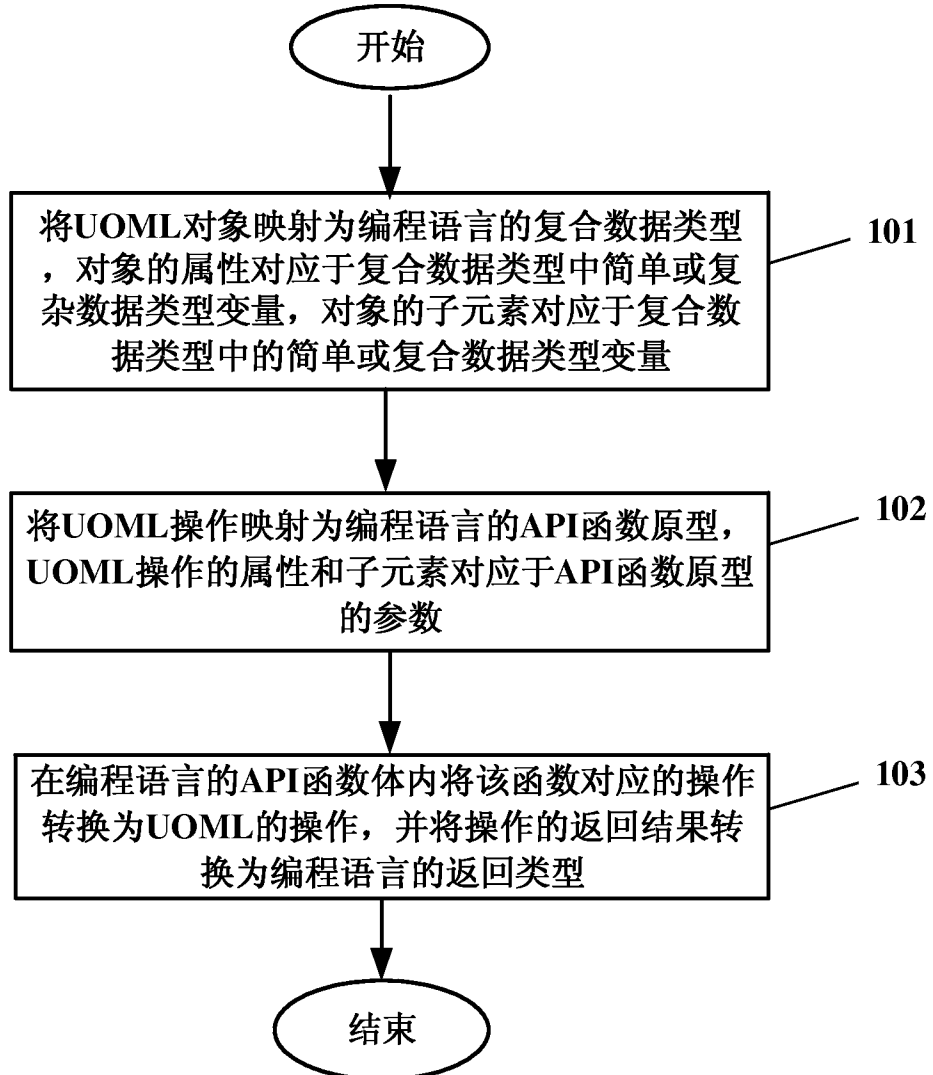 开始
将UOML对象映射为编程语言的复合数据类型
，对象的属性对应于复合数据类型中简单或复
杂数据类型变量，对象的子元素对应于复合数
据类型中的简单或复合数据类型变量
101
将UOML操作映射为编程语言的API函数原型，
UOML操作的属性和子元素对应于API函数原型
的参数
102
在编程语言的API函数体内将该函数对应的操作
转换为UOML的操作，并将操作的返回结果转
换为编程语言的返回类型
103
结束